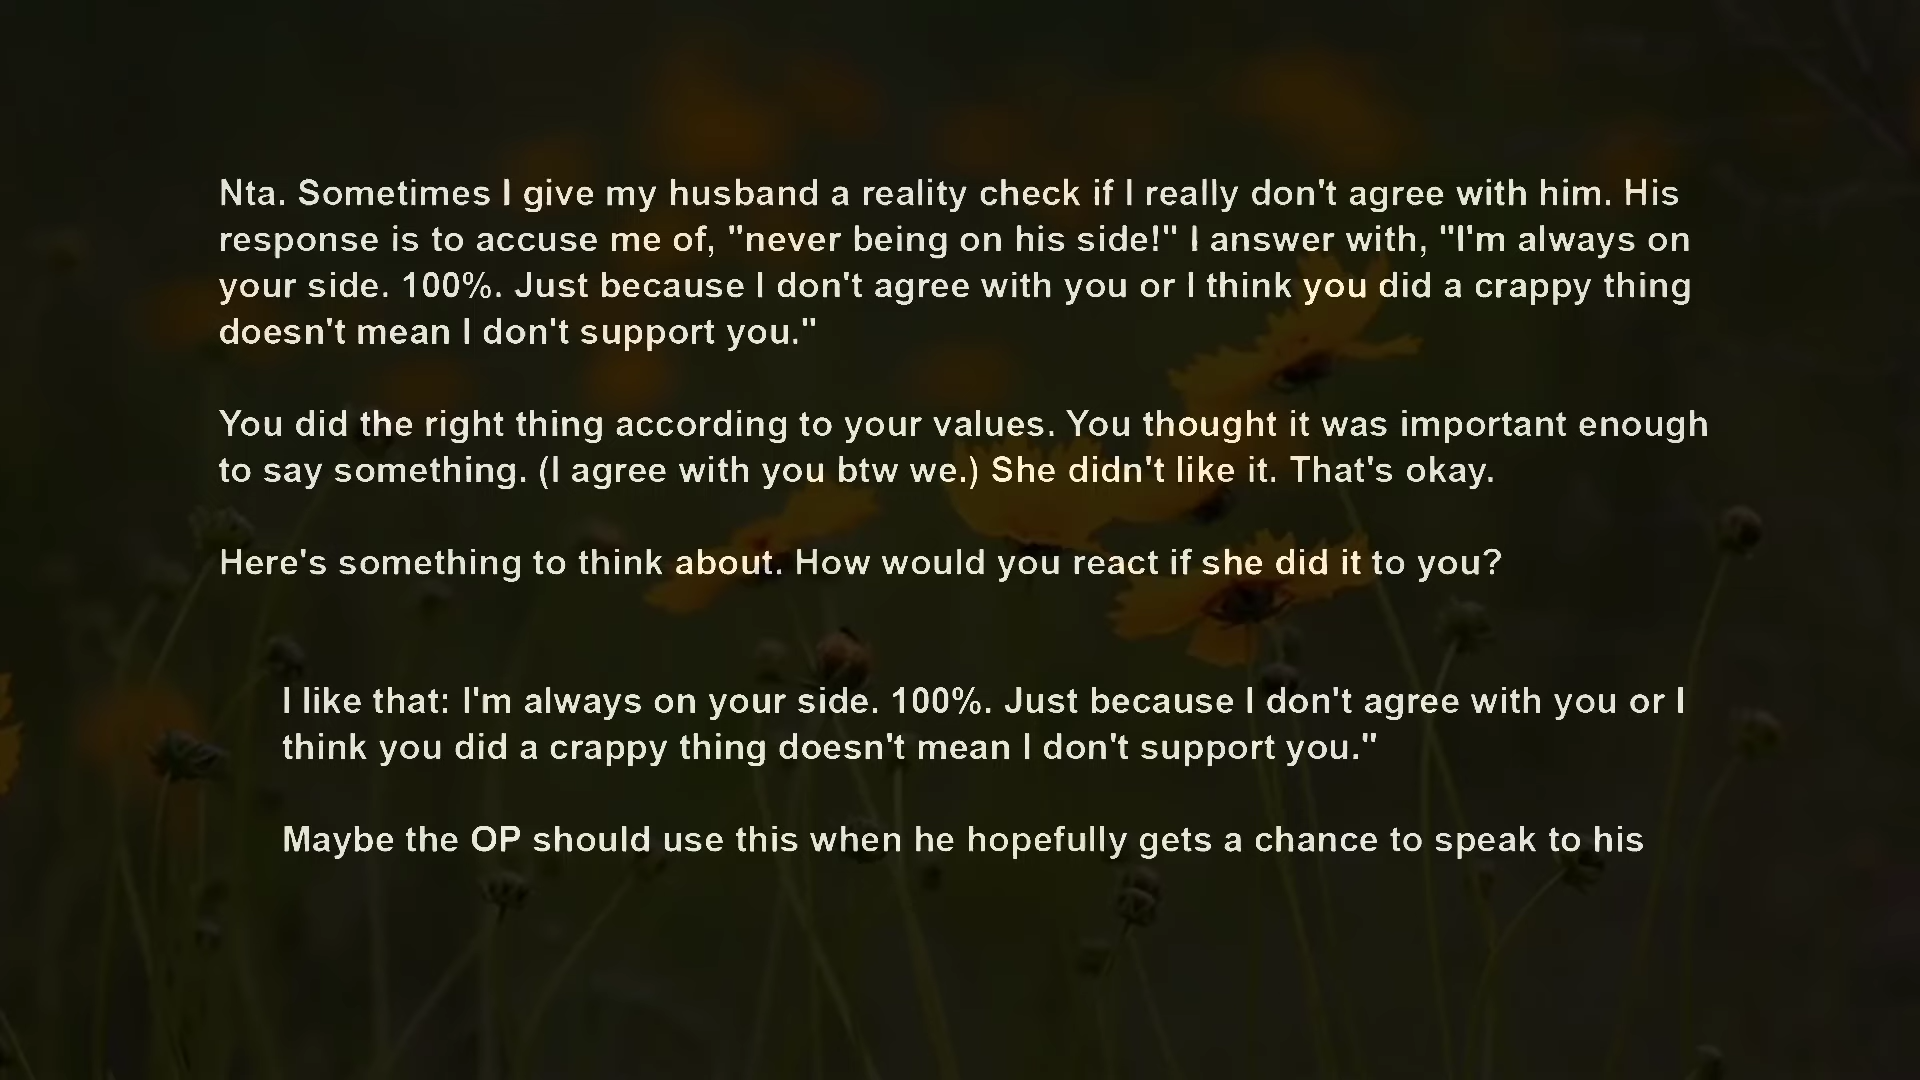 Nta. Sometimes I give my husband a reality check if I really don't agree with him. His
response is to accuse me of, "never being on his side!" I answer with, "I'm always on
your side. 100%. Just because I don't agree with you or I think you did a crappy thing
doesn't mean I don't support you."
You did the right thing according to your values. You thought it was important enough
to say something. (I agree with you btw we.) She didn't like it. That's okay.
Here's something to think about. How would you react if she did it to you?
I like that: I'm always on your side. 100%. Just because I don't agree with you or I
think you did a crappy thing doesn't mean I don't support you."
Maybe the OP should use this when he hopefully gets a chance to speak to his